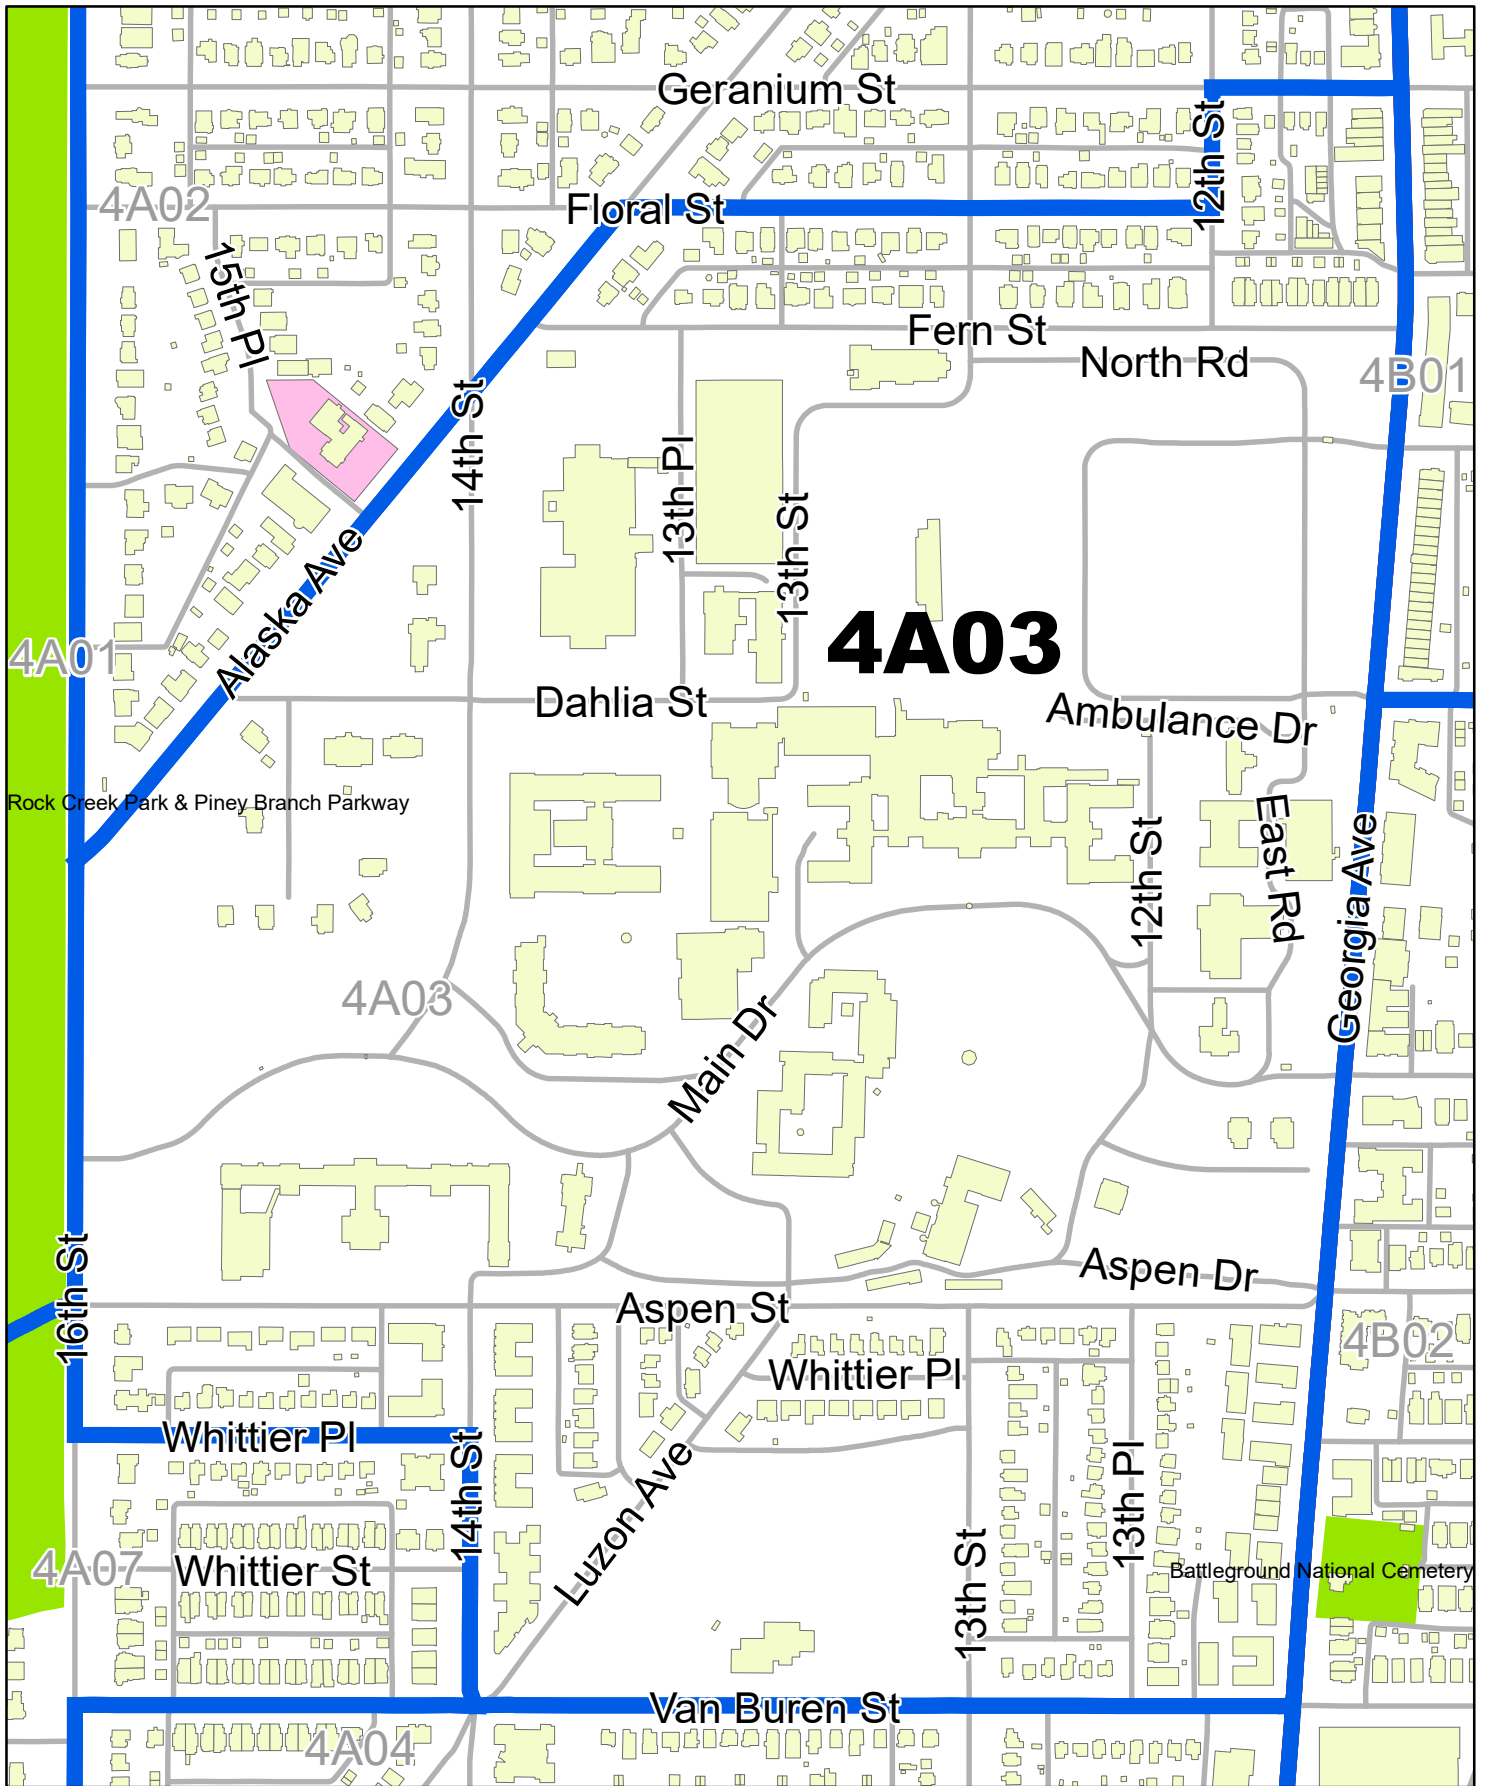 Geranium St
12th St
4A02
Floral St
15th Pl
Fern St
North Rd
4B01
14th St
13th Pl
13th St
Alaska Ave
4A03
4A01
Dahlia St
Ambulance Dr
Rock Creek Park & Piney Branch Parkway
East Rd
12th St
Georgia Ave
4A03
Main Dr
16th St
Aspen Dr
Aspen St
4B02
Whittier Pl
Whittier Pl
14th St
Luzon Ave
13th Pl
13th St
4A07
Whittier St
Battleground National Cemetery
Van Buren St
4A04